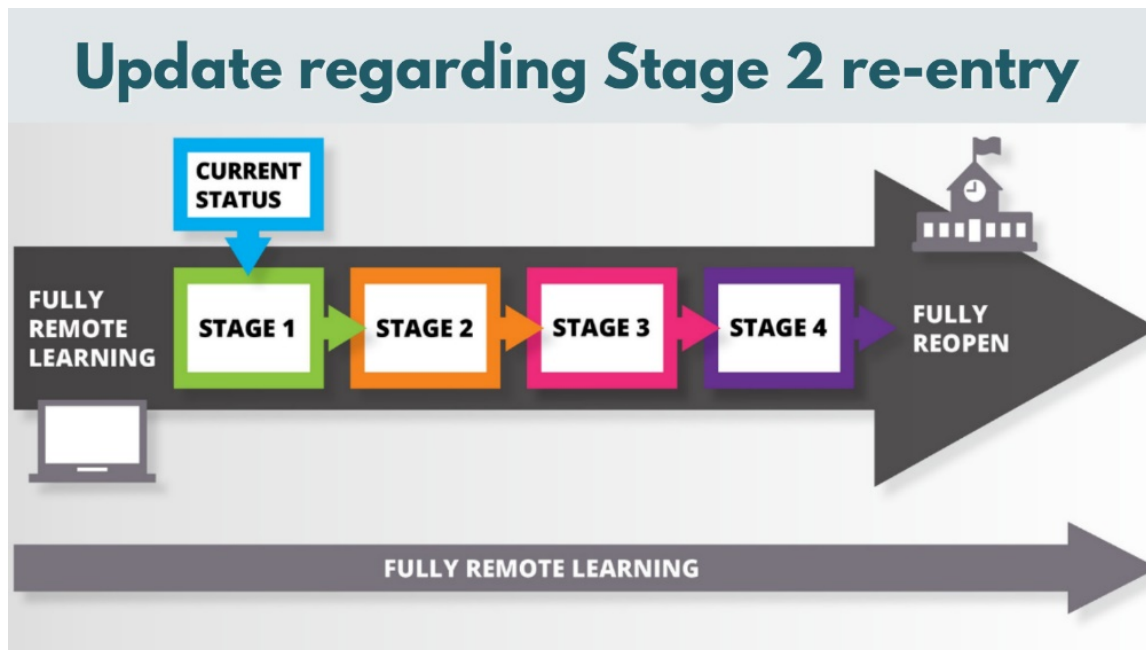 Update regarding Stage 2 re-entry
CURRENT
STATUS
FULLY
REMOTE
LEARNING
STAGE 1
STAGE 2
STAGE 3
STAGE 4
FULLY
REOPEN
FULLY REMOTE LEARNING